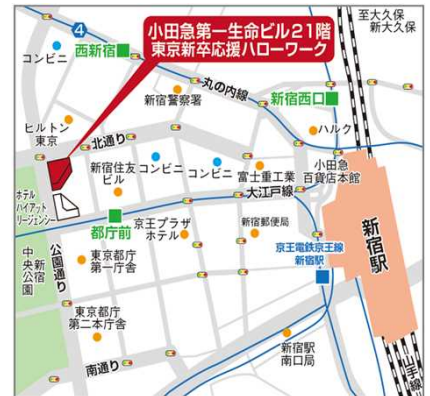 小田急第一生命ビル21階
東京新卒応援ハローワーク
至大久保
新大久保
4
コンビニ
西新宿
丸の内線
新宿警察署
新宿西口
ヒルトン
東京
北通り
ハルク
新宿住友
ビル
コンビニ
コンビニ
富士重工業
小田急
百貨店本館
大江戸線
ホテル
ハイアット
リージェンシー
都庁前
京王プラザ
ホテル
新宿郵便局
新宿駅
京王電鉄京王線
新宿駅
新宿
中央公園
公園通り
東京都庁
第一庁舎
東京都庁
第二本庁舎
南通り
新宿駅
南口局
山手線